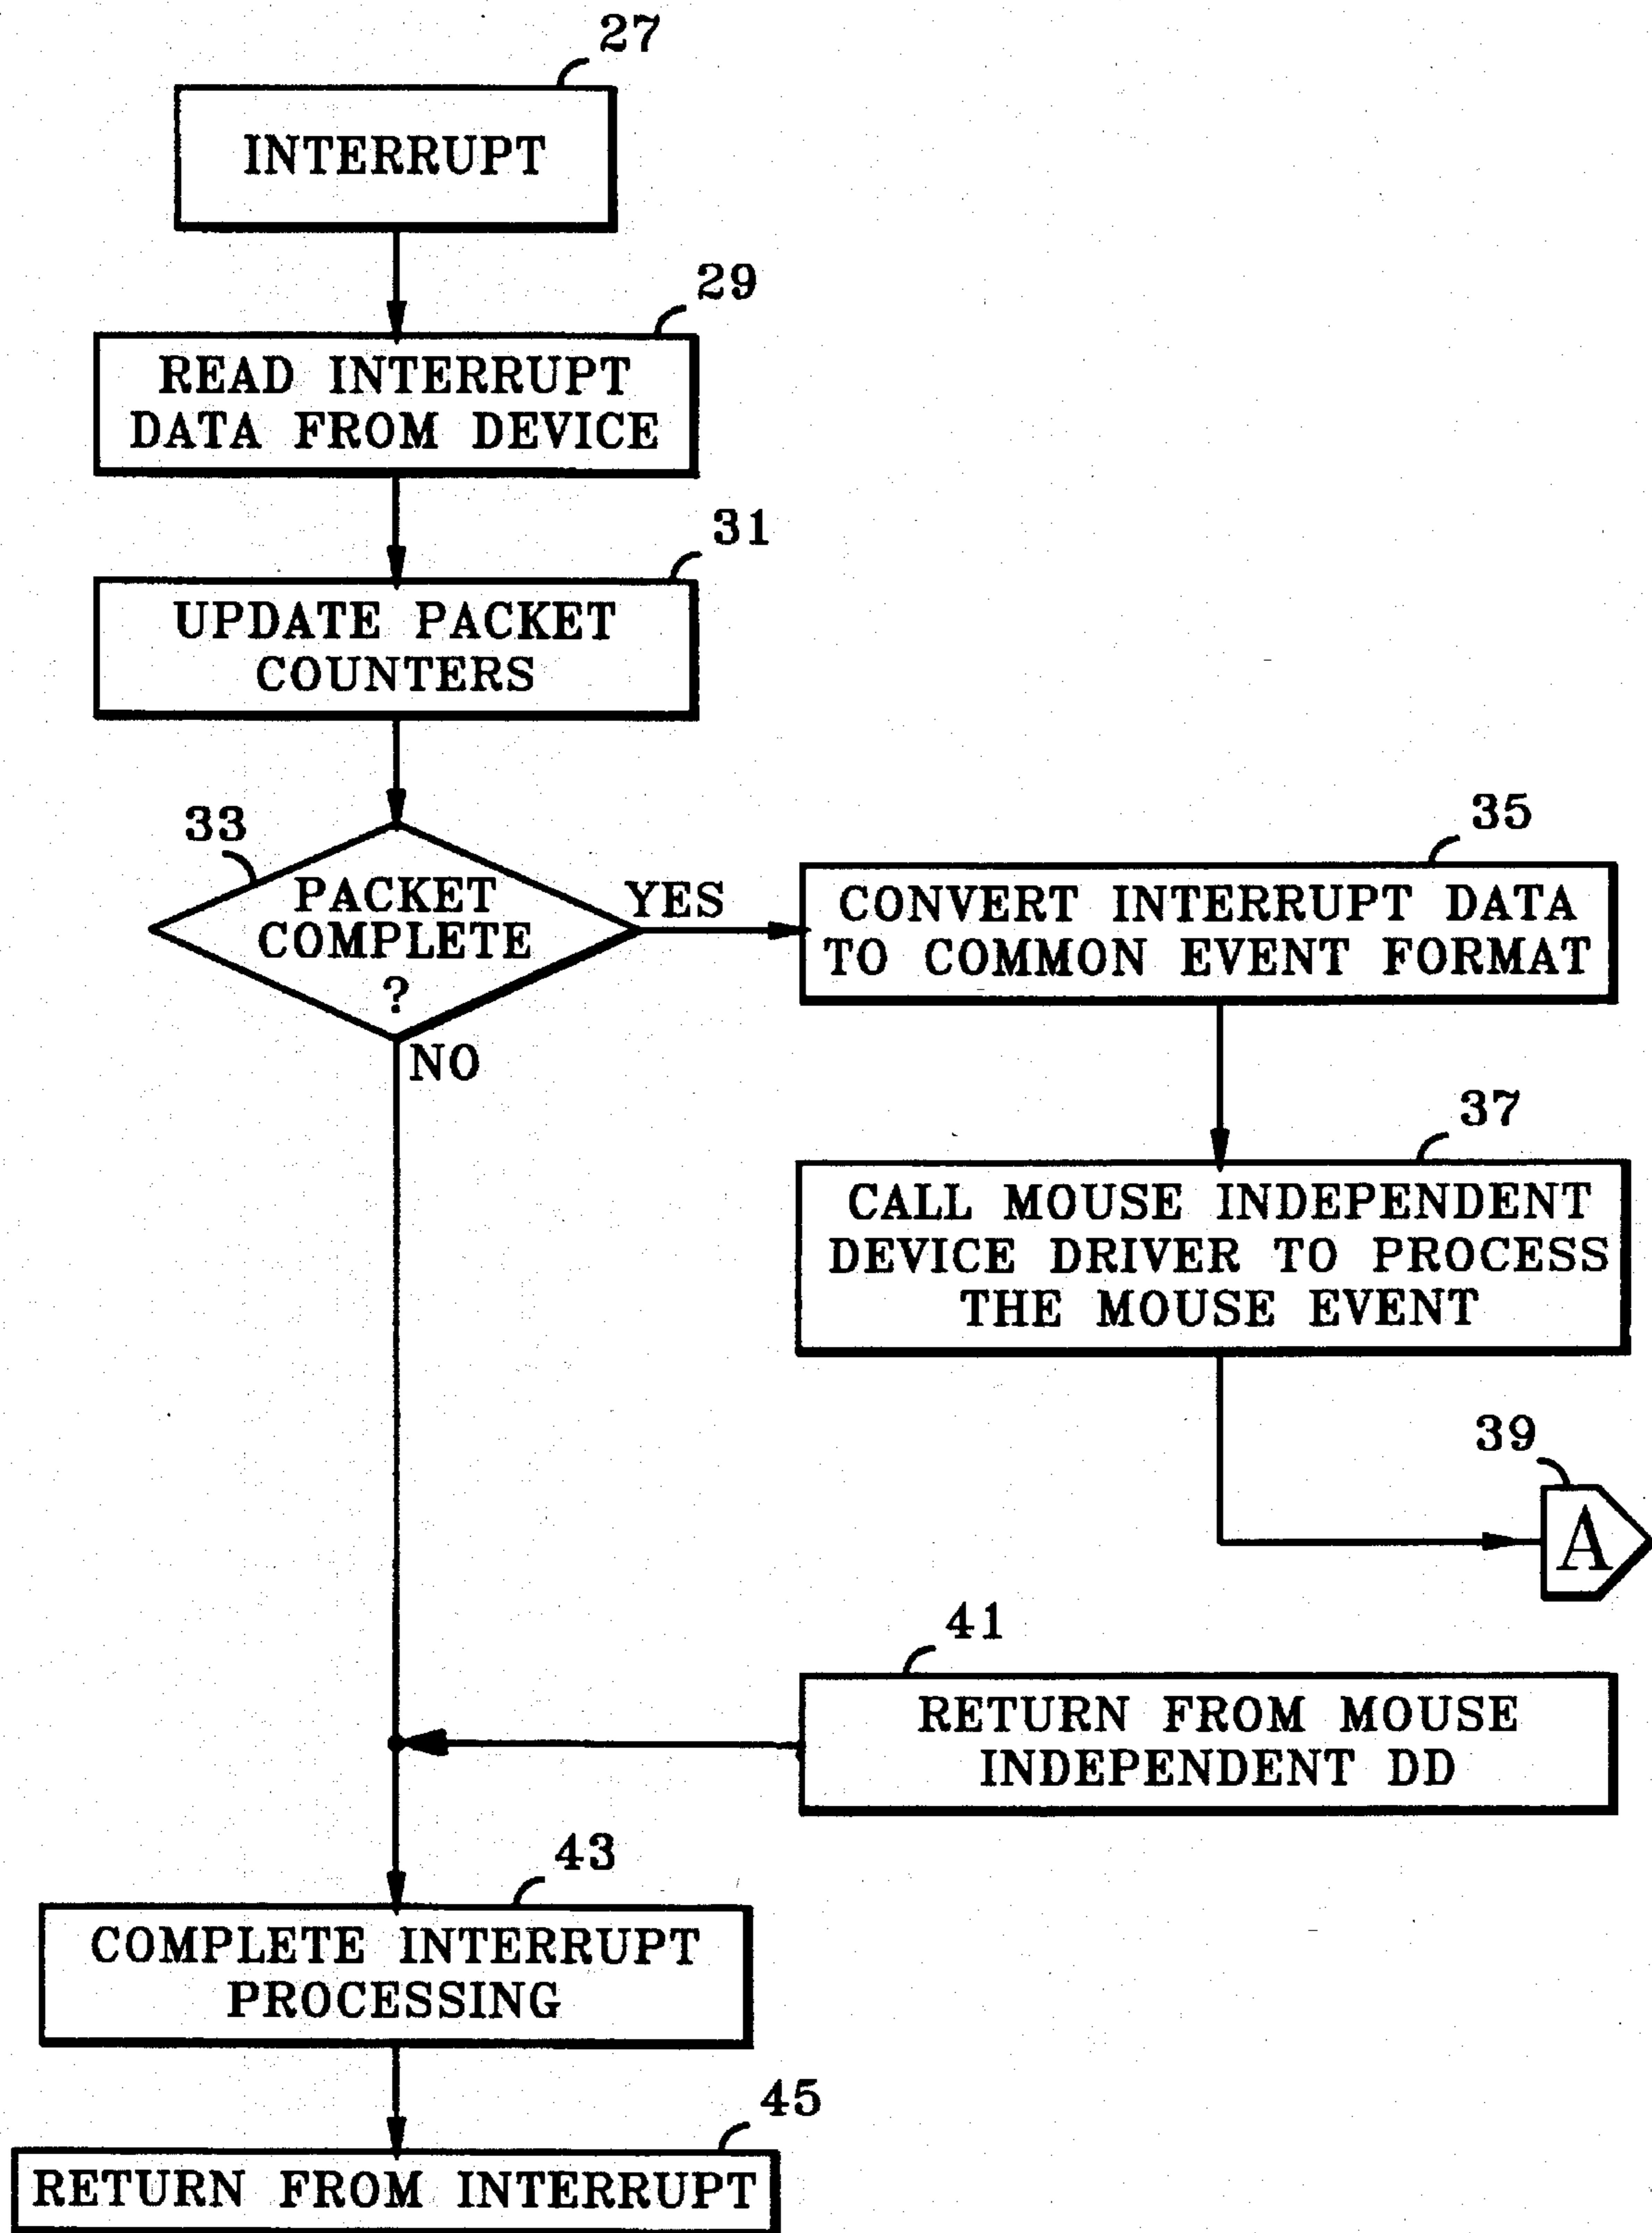 27
INTERRUPT
29
READ INTERRUPT
DATA FROM DEVICE
31
UPDATE PACKET
COUNTERS
33
PACKET
COMPLETE
?
YES
NO
35
CONVERT INTERRUPT DATA
TO COMMON EVENT FORMAT
37
CALL MOUSE INDEPENDENT
DEVICE DRIVER TO PROCESS
THE MOUSE EVENT
39
A
41
RETURN FROM MOUSE
INDEPENDENT DD
43
COMPLETE INTERRUPT
PROCESSING
45
RETURN FROM INTERRUPT